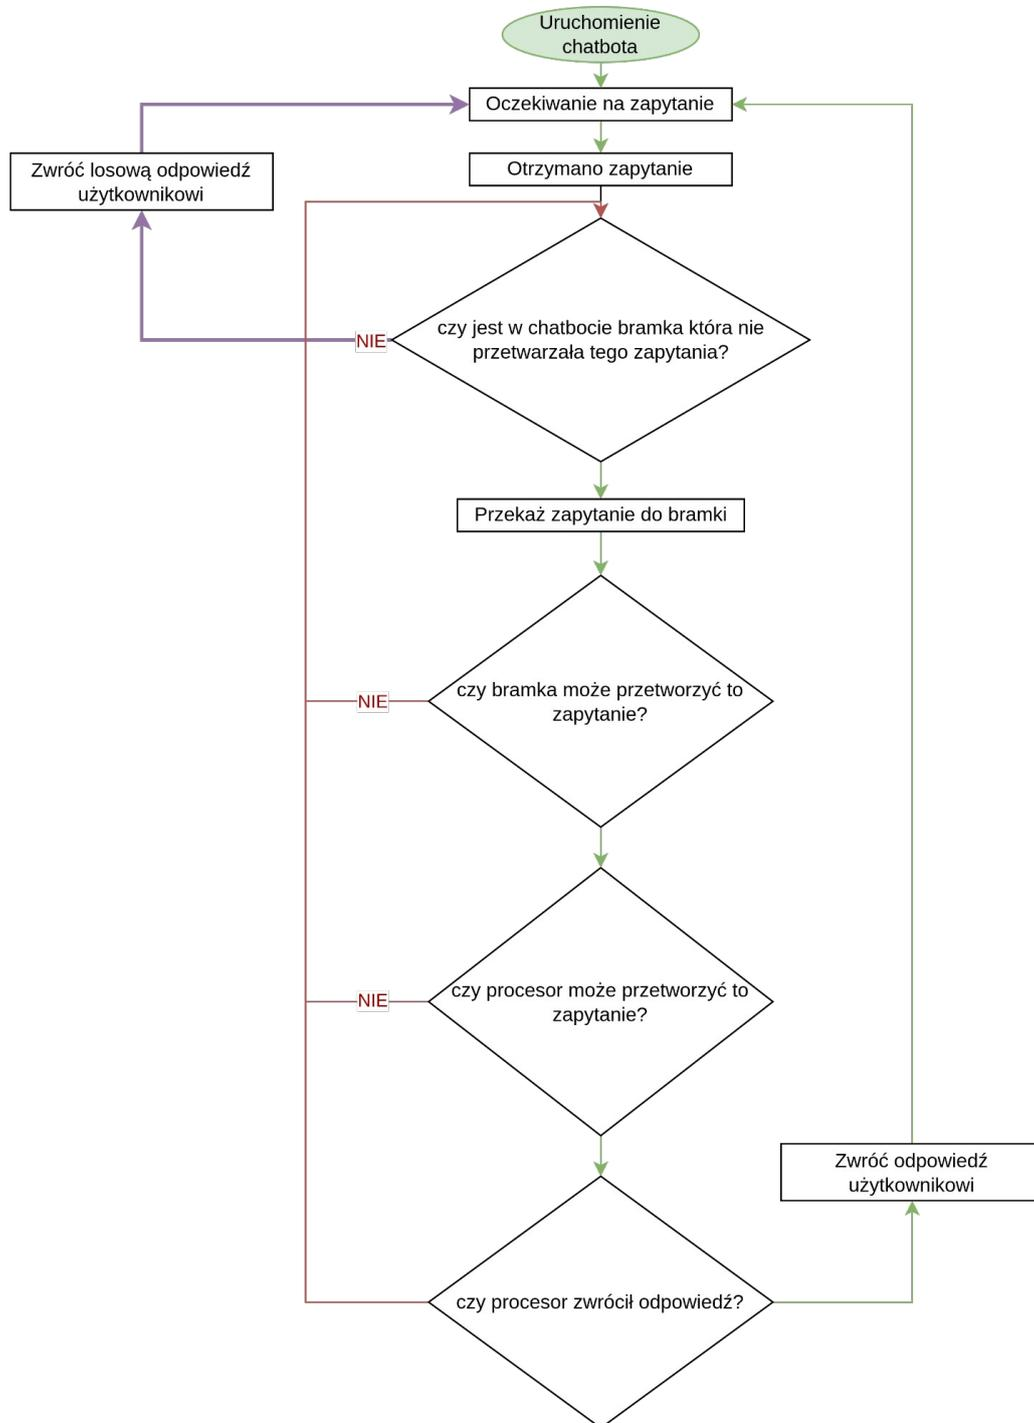 Uruchomienie
chatbota
Oczekiwanie na zapytanie
Zwróć losową odpowiedź
użytkownikowi
Otrzymano zapytanie
czy jest w chatbocie bramka która nie
przetwarzała tego zapytania?
NIE
Przekaż zapytanie do bramki
czy bramka może przetworzyć to
zapytanie?
NIE
czy procesor może przetworzyć to
zapytanie?
NIE
Zwróć odpowiedź
użytkownikowi
czy procesor zwrócił odpowiedź?